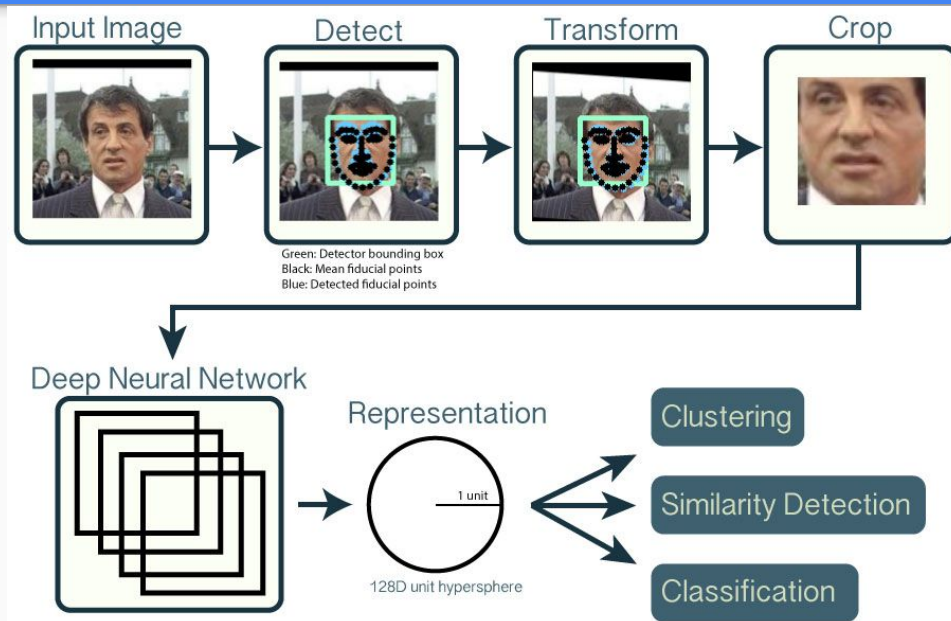 Input Image
Detect
Transform
Crop
Green: Detector bounding box
Black: Mean fiducial points
Blue: Detected fiducial points
Deep Neural Network
Representation
1 unit
128D unit hypersphere
Clustering
Similarity Detection
Classification